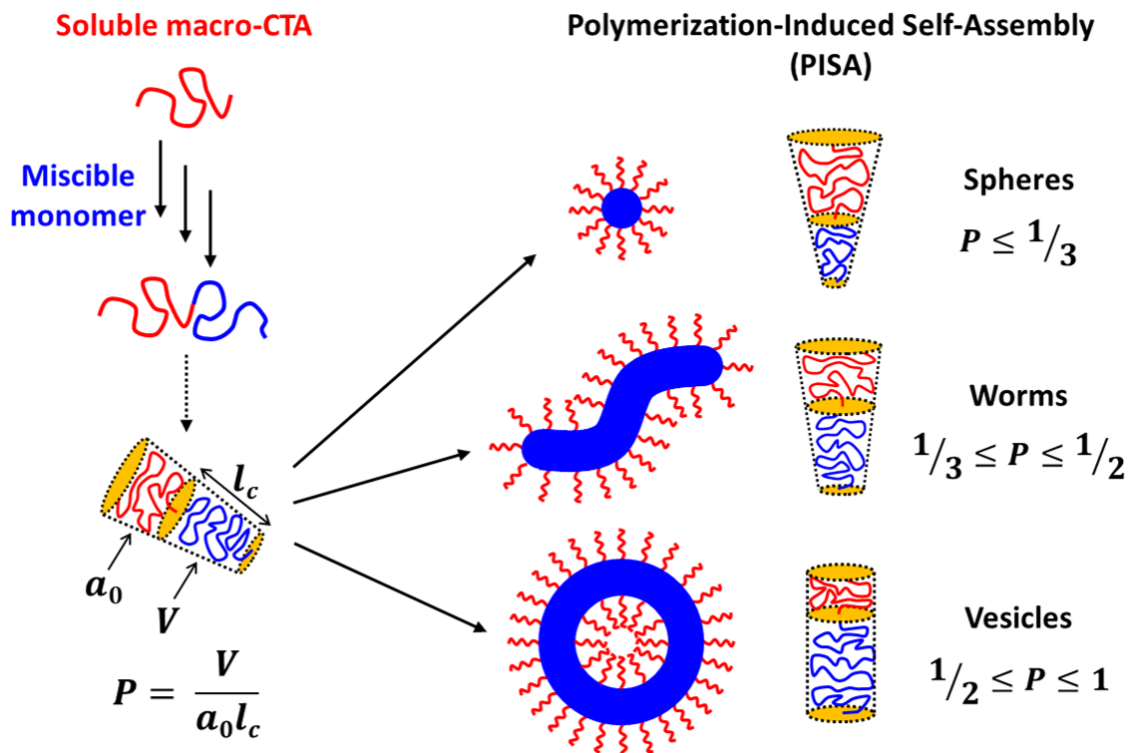 Soluble macro-CTA
Polymerization-Induced Self-Assembly
(PISA)
Miscible
monomer
l_c
a_0
V
P = V / a_0 l_c
Spheres
P ≤ 1/3
Worms
1/3 ≤ P ≤ 1/2
Vesicles
1/2 ≤ P ≤ 1